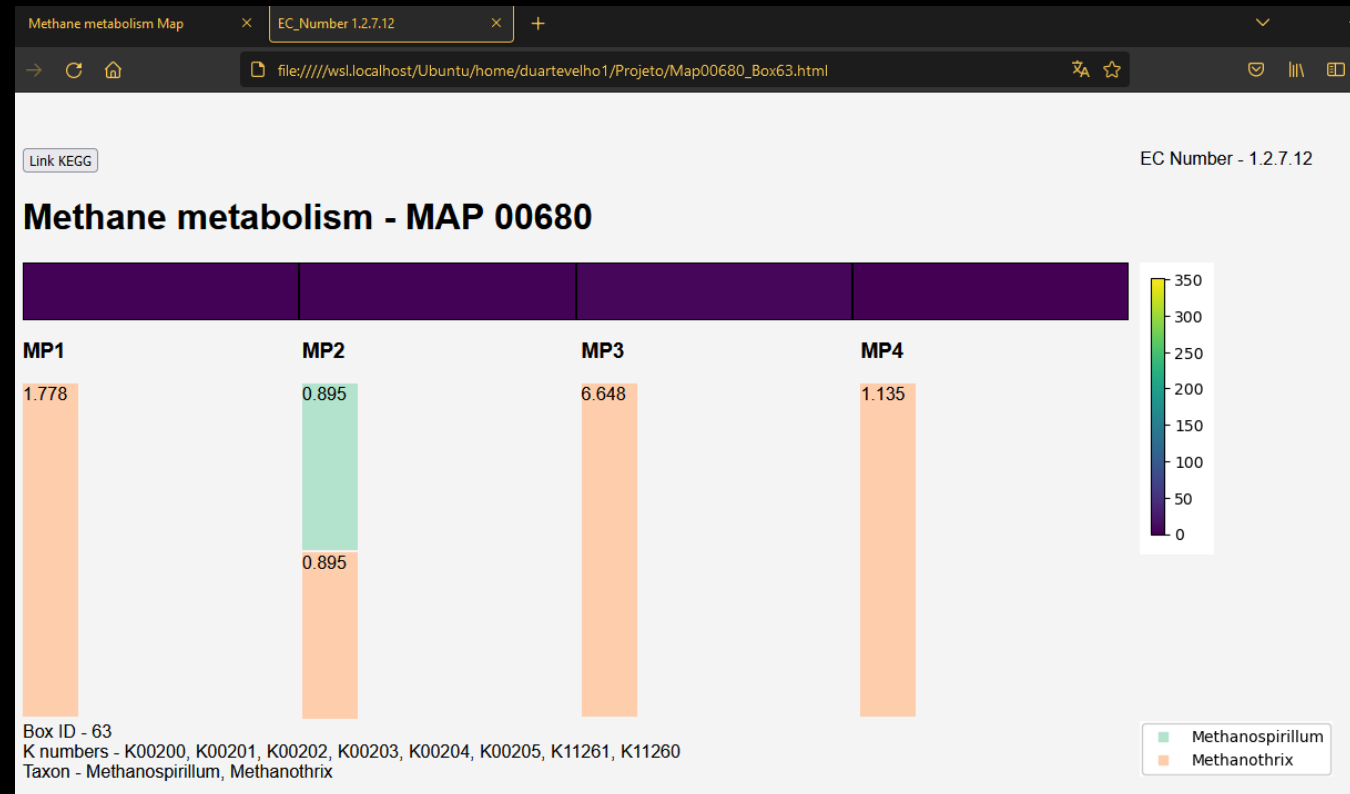 Methane metabolism Map
EC_Number 1.2.7.12
file://///wsl.localhost/Ubuntu/home/duartevelho1/Projeto/Map00680_Box63.html
Link KEGG
EC Number - 1.2.7.12
Methane metabolism - MAP 00680
350
300
250
200
150
100
50
0
MP1 MP2 MP3 MP4
1.778 0.895 6.648 1.135
0.895
Box ID - 63
K numbers - K00200, K00201, K00202, K00203, K00204, K00205, K11261, K11260
Taxon - Methanospirillum, Methanothrix
Methanospirillum
Methanothrix